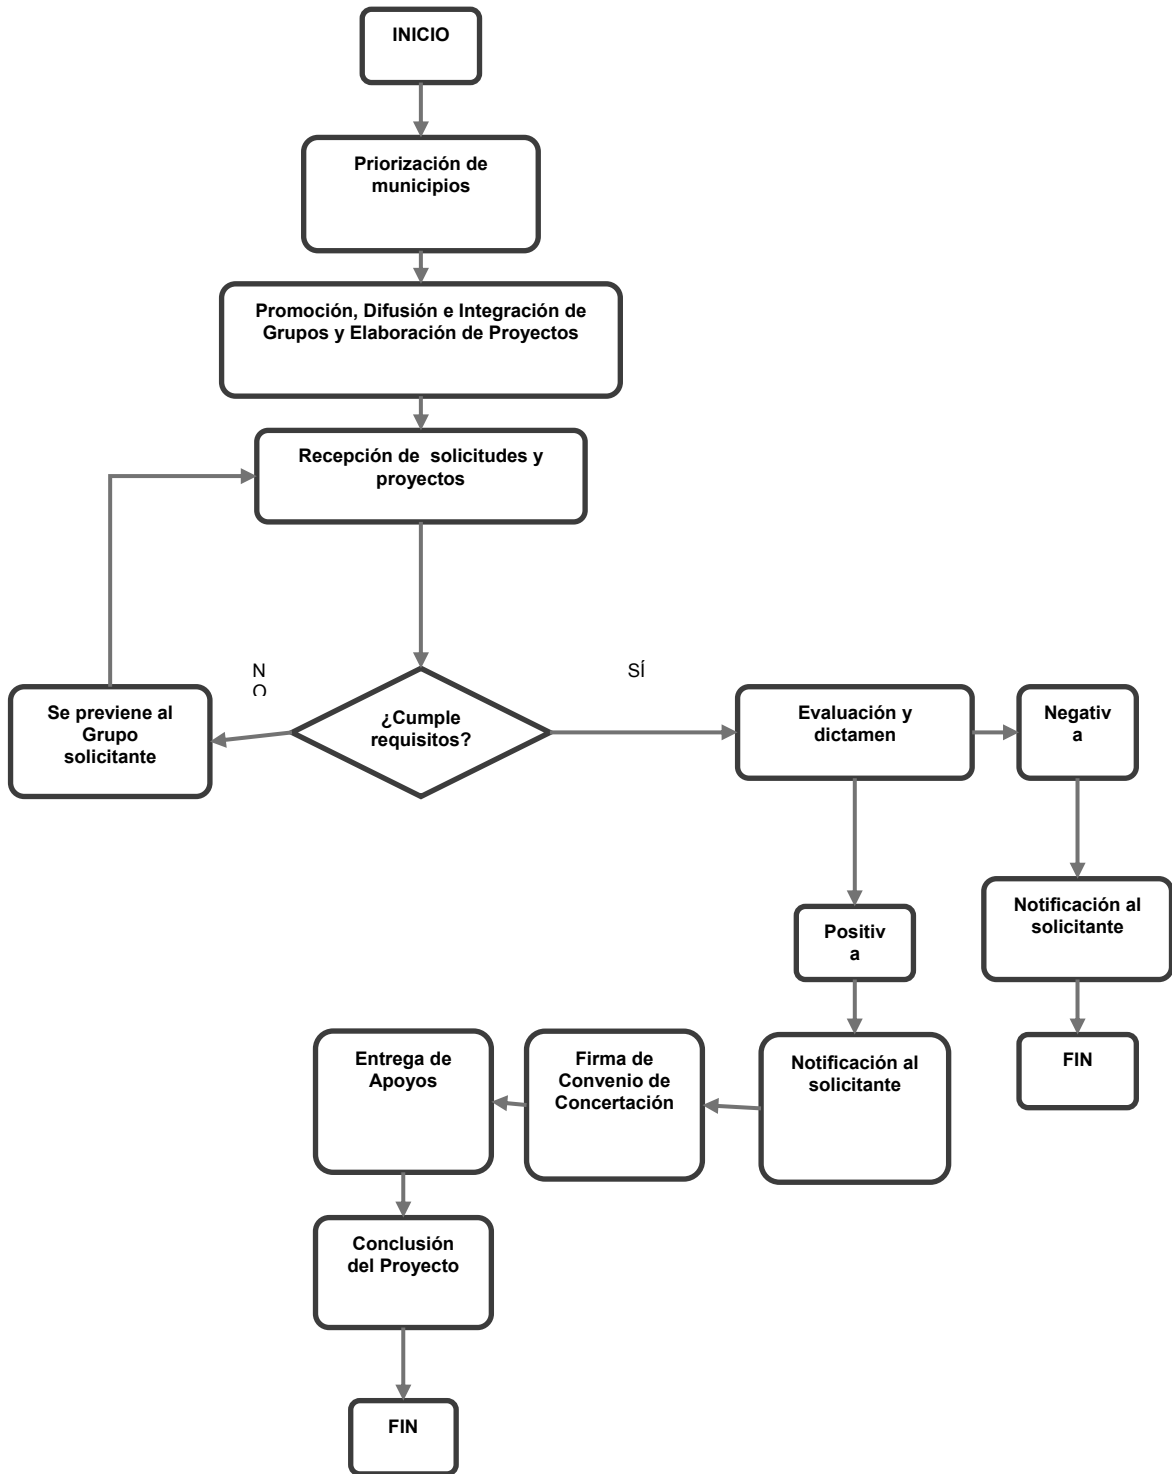 INICIO
Priorización de
municipios
Promoción, Difusión e Integración de
Grupos y Elaboración de Proyectos
Recepción de solicitudes y
proyectos
N
O
SÍ
Se previene al
Grupo
solicitante
¿Cumple
requisitos?
Evaluación y
dictamen
Negativ
a
Notificación al
solicitante
Positiv
a
FIN
Entrega de
Apoyos
Firma de
Convenio de
Concertación
Notificación al
solicitante
Conclusión
del Proyecto
FIN